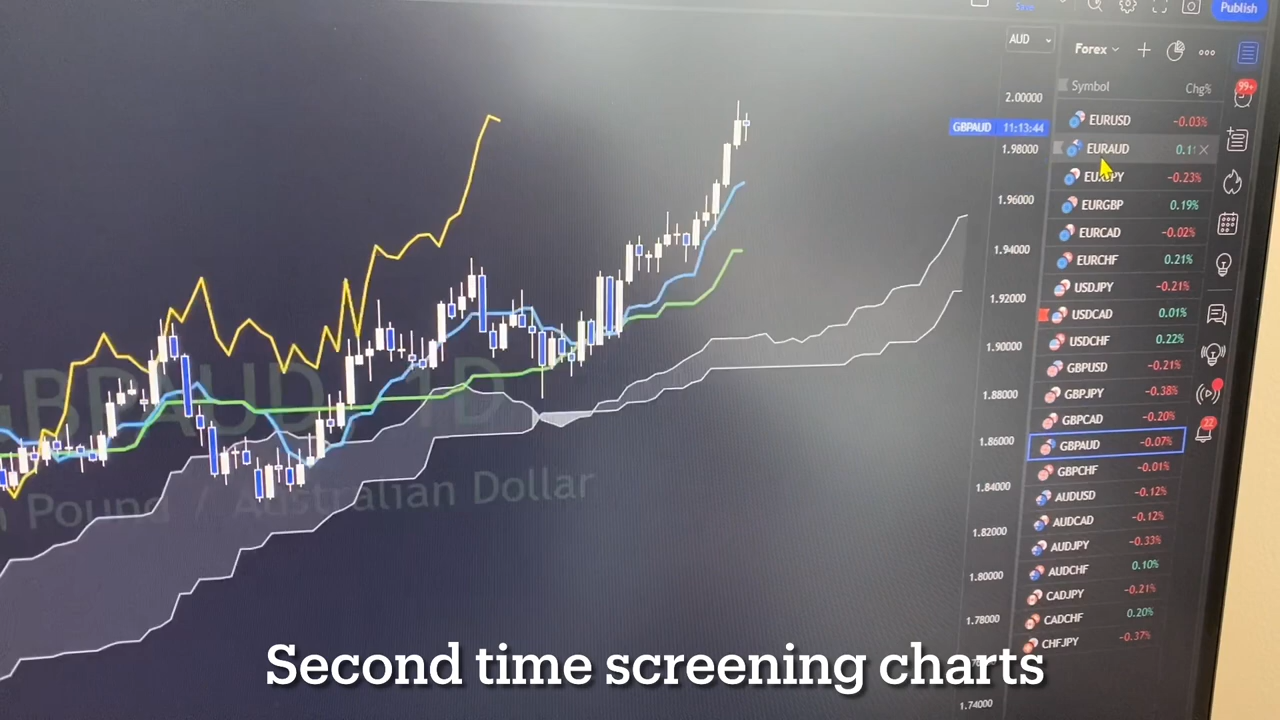 Save
Publish
AUD
Forex
Symbol Chg%
99+
2.00000
GBPAUD 11:13:44
1.98000
1.96000
1.94000
1.92000
1.90000
1.88000
1.86000
1.84000
1.82000
1.80000
1.78000
1.74000
EURUSD -0.03%
EURAUD 0.1
-0.23%
EURGBP 0.19%
EURCAD -0.02%
EURCHF 0.21%
USDJPY -0.21%
USDCAD 0.01%
USDCHF 0.22%
GBPUSD -0.21%
GBPJPY -0.38%
GBPCAD -0.20%
GBPAUD -0.07%
GBPCHF -0.01%
AUDUSD -0.12%
AUDCAD -0.12%
AUDJPY -0.33%
AUDCHF 0.10%
CADJPY -0.21%
CADCHF 0.20%
CHFJPY -0.37%
22
GBPAUD 1D
Pound / Australian Dollar
Second time screening charts